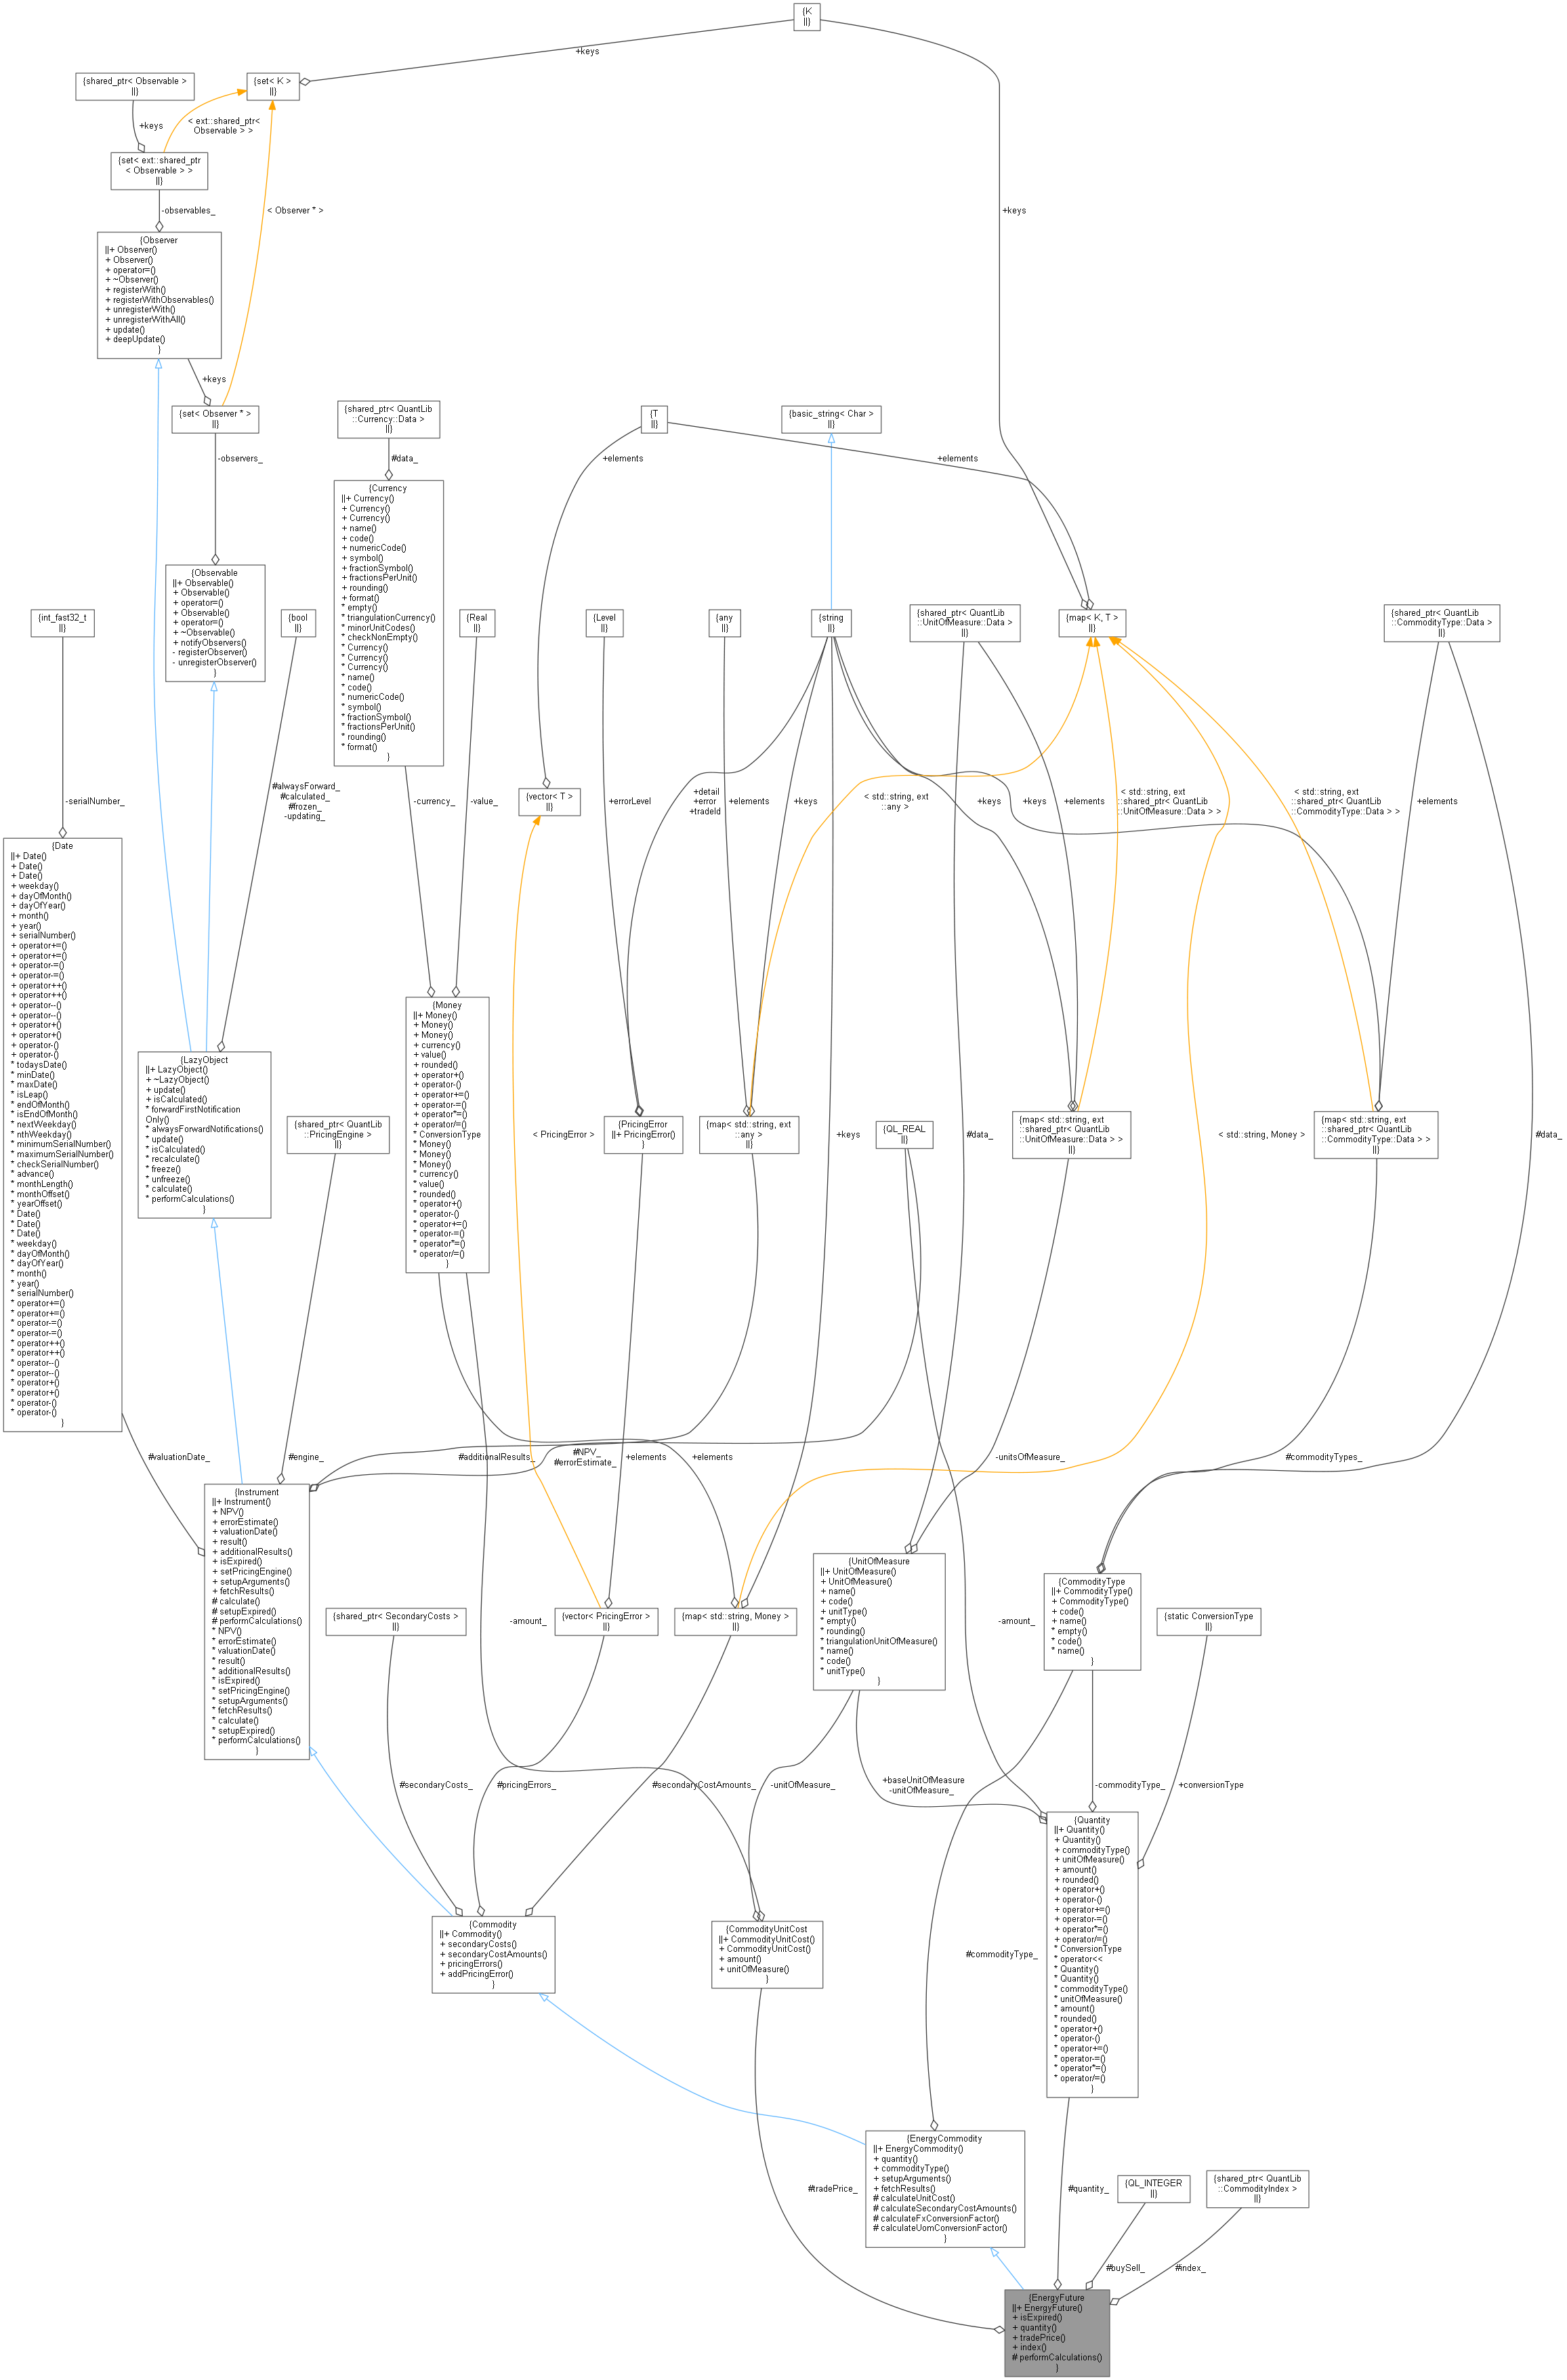 {K
||}
+keys
{shared_ptr< Observable >
||}
{set< K >
||}
+keys
< ext::shared_ptr<
Observable > >
{set< ext::shared_ptr
< Observable > >
||}
-observables_
< Observer * >
+keys
{Observer
||+ Observer()
+ Observer()
+ operator=()
+ ~Observer()
+ registerWith()
+ registerWithObservables()
+ unregisterWith()
+ unregisterWithAll()
+ update()
+ deepUpdate()
}
+keys
{set< Observer * >
||}
-observers_
{shared_ptr< QuantLib
::Currency::Data >
||}
#data_
{T
||}
+elements
+elements
{basic_string< Char >
||}
{Currency
||+ Currency()
+ Currency()
+ Currency()
+ name()
+ code()
+ numericCode()
+ symbol()
+ fractionSymbol()
+ fractionsPerUnit()
+ rounding()
+ format()
* empty()
* triangulationCurrency()
* minorUnitCodes()
* checkNonEmpty()
* Currency()
* Currency()
* Currency()
* name()
* code()
* numericCode()
* symbol()
* fractionSymbol()
* fractionsPerUnit()
* rounding()
* format()
}
{Observable
||+ Observable()
+ Observable()
+ operator=()
+ Observable()
+ operator=()
+ ~Observable()
+ notifyObservers()
- registerObserver()
- unregisterObserver()
}
{int_fast32_t
||}
{bool
||}
{Real
||}
{Level
||}
{any
||}
{string
||}
{shared_ptr< QuantLib
::UnitOfMeasure::Data >
||}
{map< K, T >
||}
{shared_ptr< QuantLib
::CommodityType::Data >
||}
-serialNumber_
#alwaysForward_
#calculated_
#frozen_
-updating_
-currency_
-value_
{vector< T >
||}
+errorLevel
+detail
+error
+tradeId
+elements
+keys
< std::string, ext
::any >
+keys
+keys
+elements
< std::string, ext
::shared_ptr< QuantLib
::UnitOfMeasure::Data > >
< std::string, ext
::shared_ptr< QuantLib
::CommodityType::Data > >
+elements
{Date
||+ Date()
+ Date()
+ Date()
+ weekday()
+ dayOfMonth()
+ dayOfYear()
+ month()
+ year()
+ serialNumber()
+ operator+=()
+ operator+=()
+ operator-=()
+ operator-=()
+ operator++()
+ operator++()
+ operator--()
+ operator--()
+ operator+()
+ operator+()
+ operator-()
+ operator-()
* todaysDate()
* minDate()
* maxDate()
* isLeap()
* endOfMonth()
* isEndOfMonth()
* nextWeekday()
* nthWeekday()
* minimumSerialNumber()
* maximumSerialNumber()
* checkSerialNumber()
* advance()
* monthLength()
* monthOffset()
* yearOffset()
* Date()
* Date()
* Date()
* weekday()
* dayOfMonth()
* dayOfYear()
* month()
* year()
* serialNumber()
* operator+=()
* operator+=()
* operator-=()
* operator-=()
* operator++()
* operator++()
* operator--()
* operator--()
* operator+()
* operator+()
* operator-()
* operator-()
}
{LazyObject
||+ LazyObject()
+ ~LazyObject()
+ update()
+ isCalculated()
* forwardFirstNotification
Only()
* alwaysForwardNotifications()
* update()
* isCalculated()
* recalculate()
* freeze()
* unfreeze()
* calculate()
* performCalculations()
}
{shared_ptr< QuantLib
::PricingEngine >
||}
{Money
||+ Money()
+ Money()
+ Money()
+ currency()
+ value()
+ rounded()
+ operator+()
+ operator-()
+ operator+=()
+ operator-=()
+ operator*=()
+ operator/=()
* ConversionType
* Money()
* Money()
* Money()
* currency()
* value()
* rounded()
* operator+()
* operator-()
* operator+=()
* operator-=()
* operator*=()
* operator/=()
}
< PricingError >
{PricingError
||+ PricingError()
}
{map< std::string, ext
::any >
||}
+keys
{QL_REAL
||}
#data_
{map< std::string, ext
::shared_ptr< QuantLib
::UnitOfMeasure::Data > >
||}
< std::string, Money >
{map< std::string, ext
::shared_ptr< QuantLib
::CommodityType::Data > >
||}
#data_
#valuationDate_
#engine_
#additionalResults_
#NPV_
#errorEstimate_
+elements
+elements
-unitsOfMeasure_
#commodityTypes_
{Instrument
||+ Instrument()
+ NPV()
+ errorEstimate()
+ valuationDate()
+ result()
+ additionalResults()
+ isExpired()
+ setPricingEngine()
+ setupArguments()
+ fetchResults()
# calculate()
# setupExpired()
# performCalculations()
* NPV()
* errorEstimate()
* valuationDate()
* result()
* additionalResults()
* isExpired()
* setPricingEngine()
* setupArguments()
* fetchResults()
* calculate()
* setupExpired()
* performCalculations()
}
{shared_ptr< SecondaryCosts >
||}
-amount_
{vector< PricingError >
||}
{map< std::string, Money >
||}
{UnitOfMeasure
||+ UnitOfMeasure()
+ UnitOfMeasure()
+ name()
+ code()
+ unitType()
* empty()
* rounding()
* triangulationUnitOfMeasure()
* name()
* code()
* unitType()
}
-amount_
{CommodityType
||+ CommodityType()
+ CommodityType()
+ code()
+ name()
* empty()
* code()
* name()
}
{static ConversionType
||}
#secondaryCosts_
#pricingErrors_
#secondaryCostAmounts_
-unitOfMeasure_
+baseUnitOfMeasure
-unitOfMeasure_
-commodityType_
+conversionType
{Quantity
||+ Quantity()
+ Quantity()
+ commodityType()
+ unitOfMeasure()
+ amount()
+ rounded()
+ operator+()
+ operator-()
+ operator+=()
+ operator-=()
+ operator*=()
+ operator/=()
* ConversionType
* operator<<
* Quantity()
* Quantity()
* commodityType()
* unitOfMeasure()
* amount()
* rounded()
* operator+()
* operator-()
* operator+=()
* operator-=()
* operator*=()
* operator/=()
}
{Commodity
||+ Commodity()
+ secondaryCosts()
+ secondaryCostAmounts()
+ pricingErrors()
+ addPricingError()
}
{CommodityUnitCost
||+ CommodityUnitCost()
+ CommodityUnitCost()
+ amount()
+ unitOfMeasure()
}
#commodityType_
{EnergyCommodity
||+ EnergyCommodity()
+ quantity()
+ commodityType()
+ setupArguments()
+ fetchResults()
# calculateUnitCost()
# calculateSecondaryCostAmounts()
# calculateFxConversionFactor()
# calculateUomConversionFactor()
}
#tradePrice_
#quantity_
{QL_INTEGER
||}
{shared_ptr< QuantLib
::CommodityIndex >
||}
#buySell_
#index_
{EnergyFuture
||+ EnergyFuture()
+ isExpired()
+ quantity()
+ tradePrice()
+ index()
# performCalculations()
}